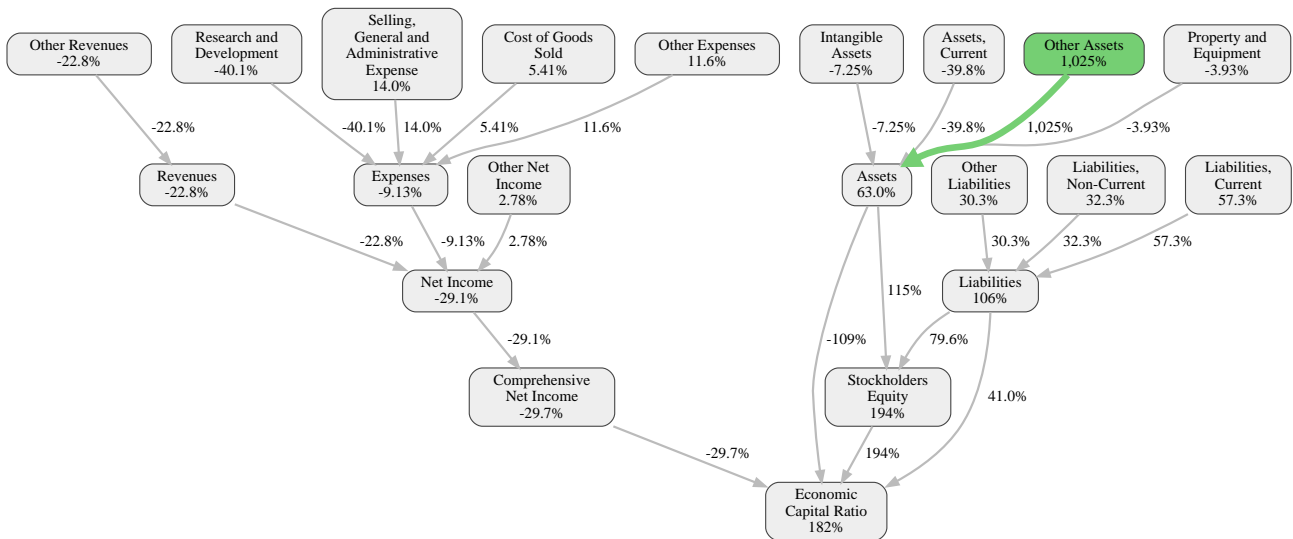 Other Revenues
-22.8%
Research and
Development
-40.1%
Selling,
General and
Administrative
Expense
14.0%
Cost of Goods
Sold
5.41%
Other Expenses
11.6%
Intangible
Assets
-7.25%
Assets,
Current
-39.8%
Other Assets
1,025%
Property and
Equipment
-3.93%
-22.8%
-40.1%
14.0%
5.41%
11.6%
-7.25%
-39.8%
1,025%
-3.93%
Revenues
-22.8%
Expenses
-9.13%
Other Net
Income
2.78%
Assets
63.0%
Other
Liabilities
30.3%
Liabilities,
Non-Current
32.3%
Liabilities,
Current
57.3%
-22.8%
-9.13%
2.78%
30.3%
32.3%
57.3%
Net Income
-29.1%
115%
Liabilities
106%
-29.1%
-109%
79.6%
Comprehensive
Net Income
-29.7%
Stockholders
Equity
194%
41.0%
-29.7%
194%
Economic
Capital Ratio
182%